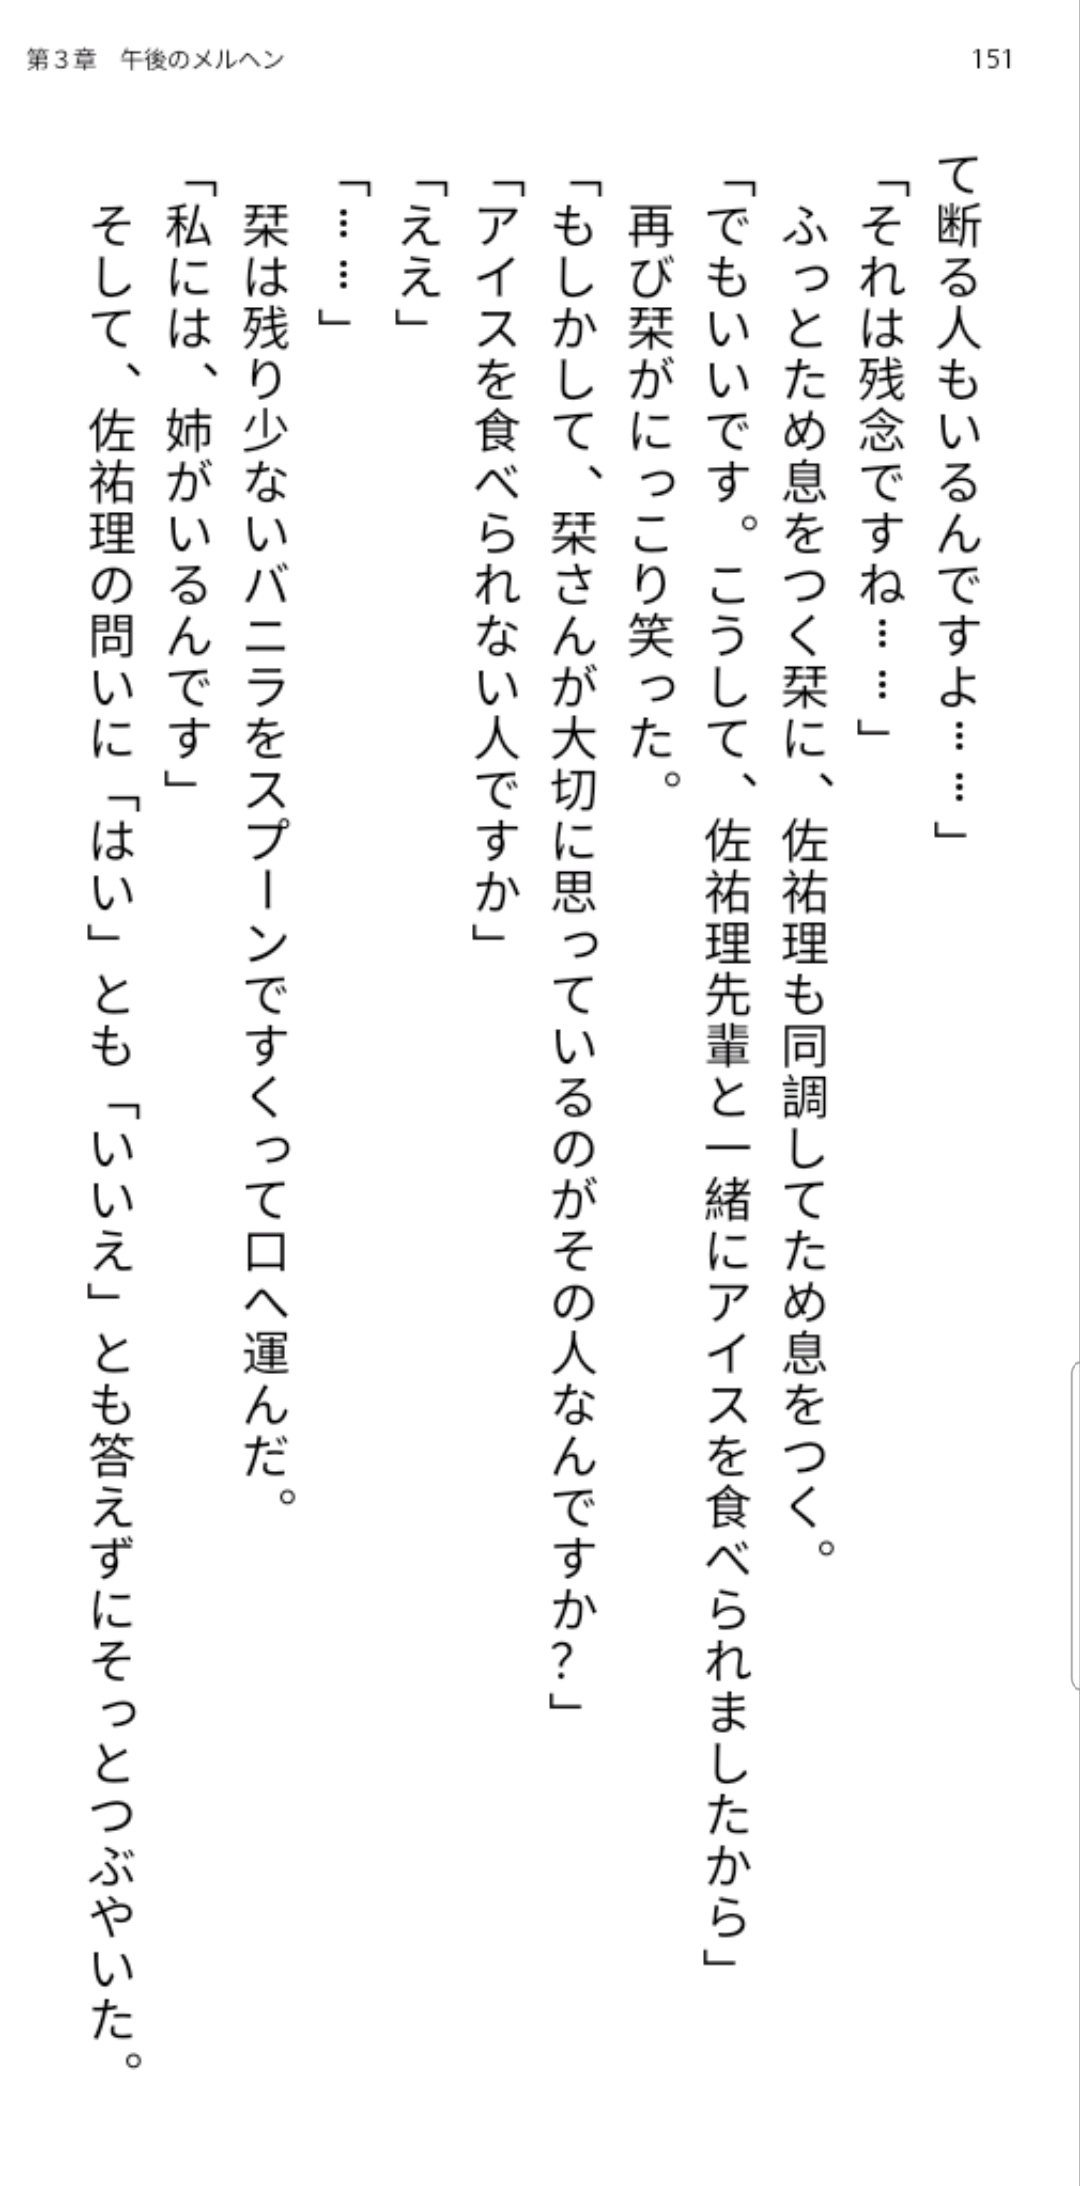 第３章　午後のメルヘン
151
て断る人もいるんですよ……」
「それは残念ですね……」
　ふっとため息をつく栞に、佐祐理も同調してため息をつく。
「でもいいです。こうして、佐祐理先輩と一緒にアイスを食べられましたから」
　再び栞がにっこり笑った。
「もしかして、栞さんが大切に思っているのがその人なんですか？」
「アイスを食べられない人ですか」
「ええ」
「……」
　栞は残り少ないバニラをスプーンですくって口へ運んだ。
「私には、姉がいるんです」
　そして、佐祐理の問いに「はい」とも「いいえ」とも答えずにそっとつぶやいた。